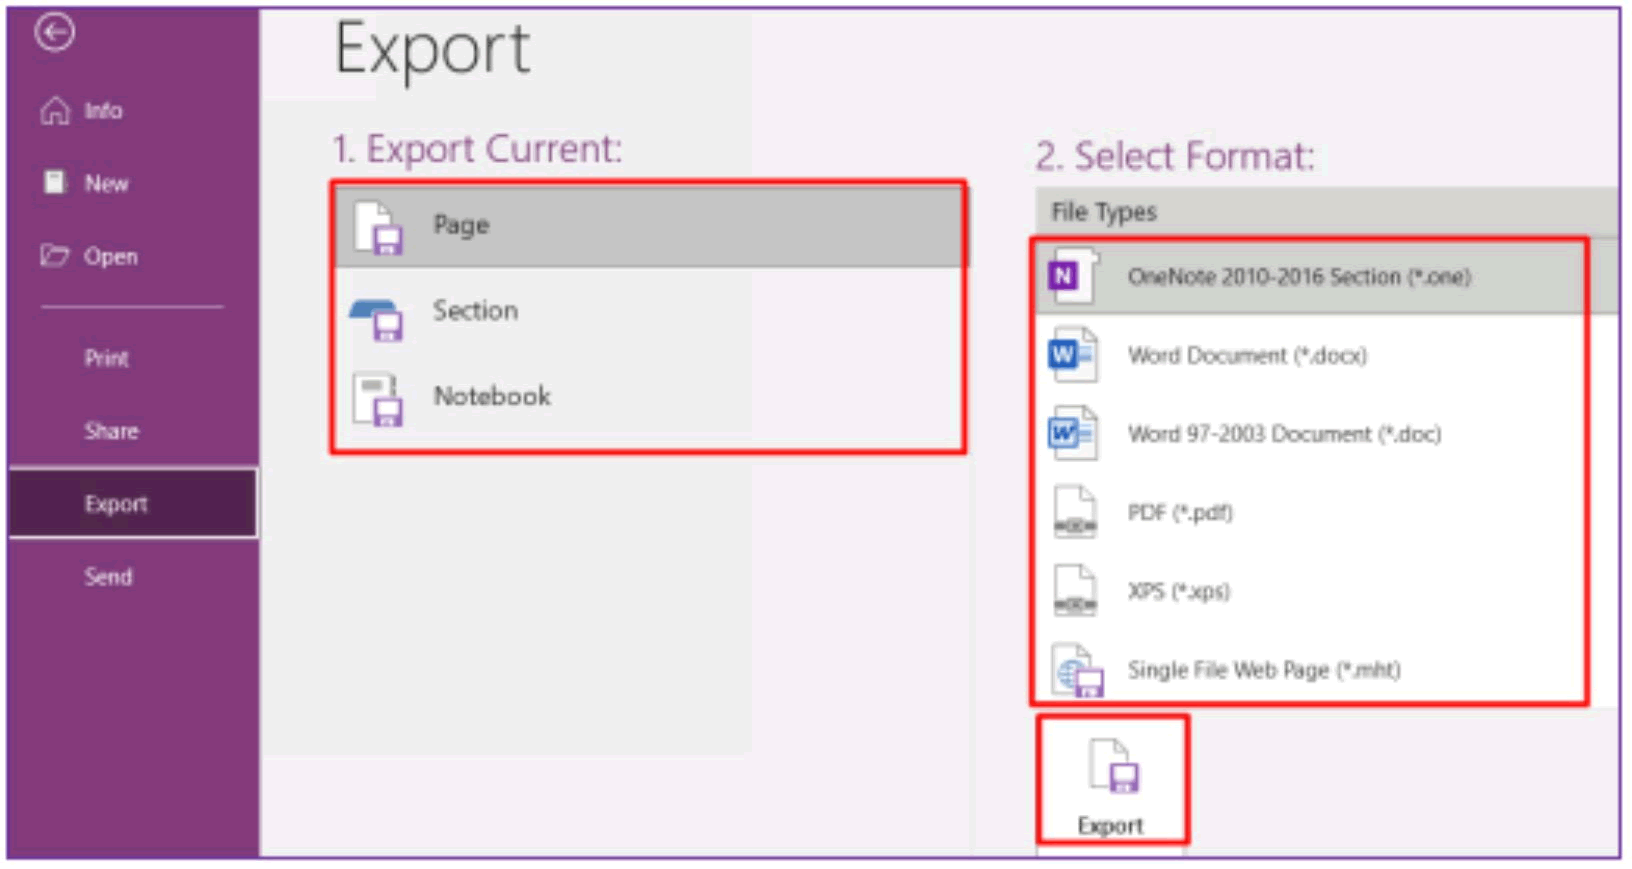 Export
Info
New
Open
Print
Share
Export
Send
1. Export Current:
Page
Section
Notebook
2. Select Format:
File Types
OneNote 2010-2016 Section (*.one)
Word Document (*.docx)
Word 97-2003 Document (*.doc)
PDF (*.pdf)
XPS (*.xps)
Single File Web Page (*.mht)
Export